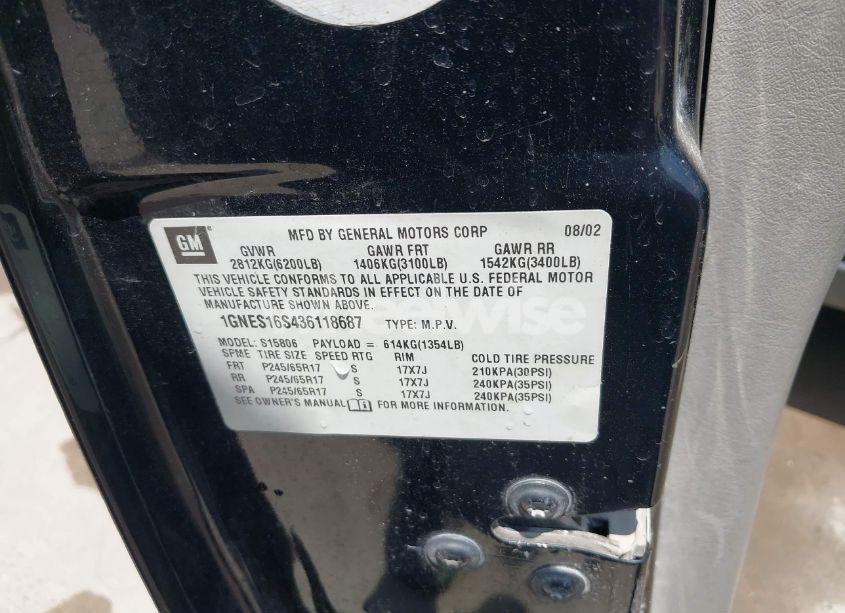 GM
MFD BY GENERAL MOTORS CORP 08/02
GVWR GAWR FRT GAWR RR
2812KG(6200LB) 1406KG(3100LB) 1542KG(3400LB)
THIS VEHICLE CONFORMS TO ALL APPLICABLE U.S. FEDERAL MOTOR
VEHICLE SAFETY STANDARDS IN EFFECT ON THE DATE OF
MANUFACTURE SHOWN ABOVE.
1GNES16S436118687 TYPE: M.P.V.
MODEL: S15806 PAYLOAD = 614KG(1354LB)
SPME TIRE SIZE SPEED RTG RIM COLD TIRE PRESSURE
FRT P245/65R17 S 17X7J 210KPA(30PSI)
RR P245/65R17 S 17X7J 240KPA(35PSI)
SPA P245/65R17 S 17X7J 240KPA(35PSI)
SEE OWNER'S MANUAL FOR MORE INFORMATION.